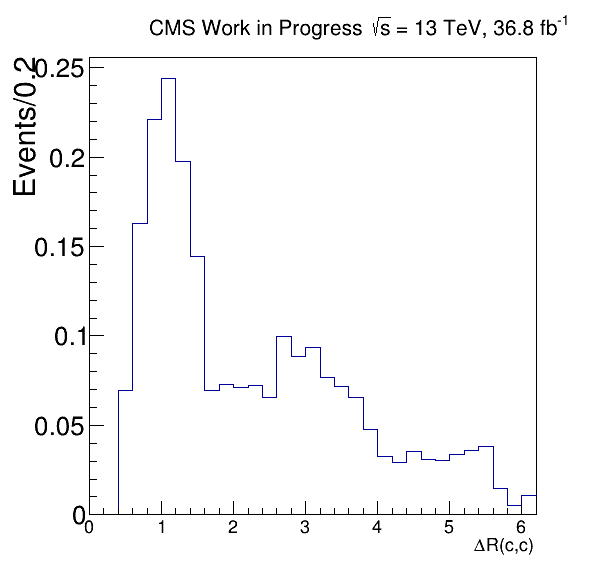 CMS Work in Progress √s = 13 TeV, 36.8 fb⁻¹
Events/0.2
0.25
0.2
0.15
0.1
0.05
0
0 1 2 3 4 5 6
ΔR(c,c)